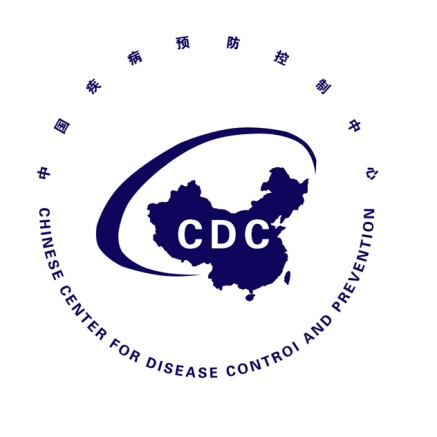 中国疾病预防控制中心
CDC
CHINESE CENTER FOR DISEASE CONTROI AND PREVENTION